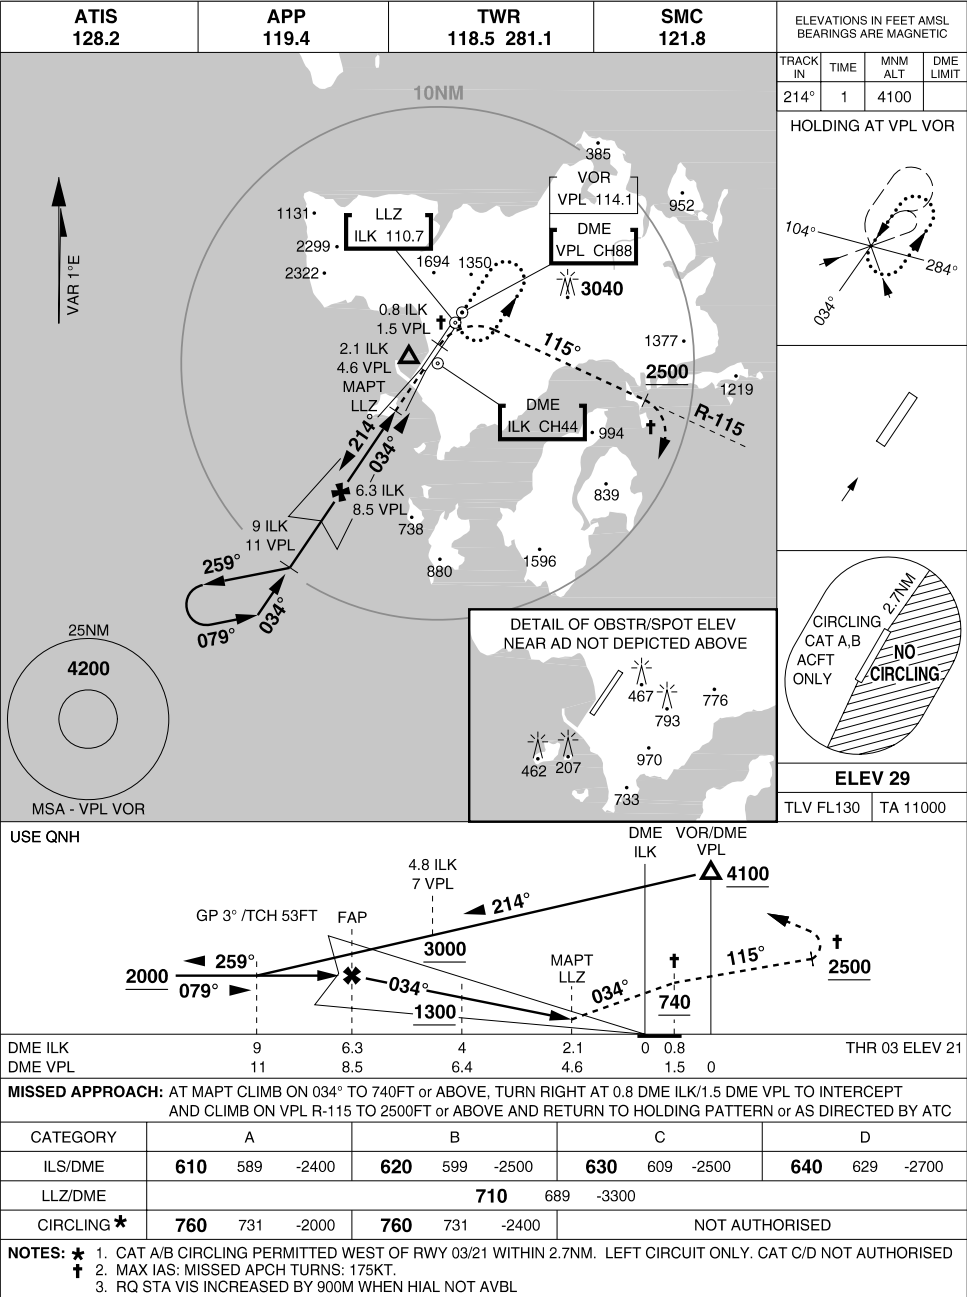 ATIS
128.2
APP
119.4
TWR
118.5 281.1
SMC
121.8
ELEVATIONS IN FEET AMSL
BEARINGS ARE MAGNETIC
TRACK
IN
TIME
MNM
ALT
DME
LIMIT
214°
1
4100
HOLDING AT VPL VOR
104°
284°
034°
10NM
385
VOR
VPL 114.1
952
1131
LLZ
ILK 110.7
DME
VPL CH88
2299
2322
1694
1350
3040
VAR 1°E
0.8 ILK
1.5 VPL
2.1 ILK
4.6 VPL
MAPT
LLZ
115°
1377
2500
1219
R-115
DME
ILK CH44
994
214°
034°
6.3 ILK
8.5 VPL
839
738
9 ILK
11 VPL
880
1596
259°
079°
034°
25NM
4200
MSA - VPL VOR
DETAIL OF OBSTR/SPOT ELEV
NEAR AD NOT DEPICTED ABOVE
467
793
776
462
207
970
733
CIRCLING
CAT A,B
ACFT
ONLY
2.7NM
NO
CIRCLING
ELEV 29
TLV FL130
TA 11000
USE QNH
DME
ILK
VOR/DME
VPL
4100
4.8 ILK
7 VPL
214°
GP 3° /TCH 53FT
FAP
3000
2000
259°
079°
034°
1300
MAPT
LLZ
034°
740
115°
2500
DME ILK 9 6.3 4 2.1 0 0.8 THR 03 ELEV 21
DME VPL 11 8.5 6.4 4.6 1.5 0
MISSED APPROACH: AT MAPT CLIMB ON 034° TO 740FT or ABOVE, TURN RIGHT AT 0.8 DME ILK/1.5 DME VPL TO INTERCEPT
AND CLIMB ON VPL R-115 TO 2500FT or ABOVE AND RETURN TO HOLDING PATTERN or AS DIRECTED BY ATC
CATEGORY A B C D
ILS/DME 610 589 -2400 620 599 -2500 630 609 -2500 640 629 -2700
LLZ/DME 710 689 -3300
CIRCLING * 760 731 -2000 760 731 -2400 NOT AUTHORISED
NOTES: * 1. CAT A/B CIRCLING PERMITTED WEST OF RWY 03/21 WITHIN 2.7NM. LEFT CIRCUIT ONLY. CAT C/D NOT AUTHORISED
✝ 2. MAX IAS: MISSED APCH TURNS: 175KT.
3. RQ STA VIS INCREASED BY 900M WHEN HIAL NOT AVBL